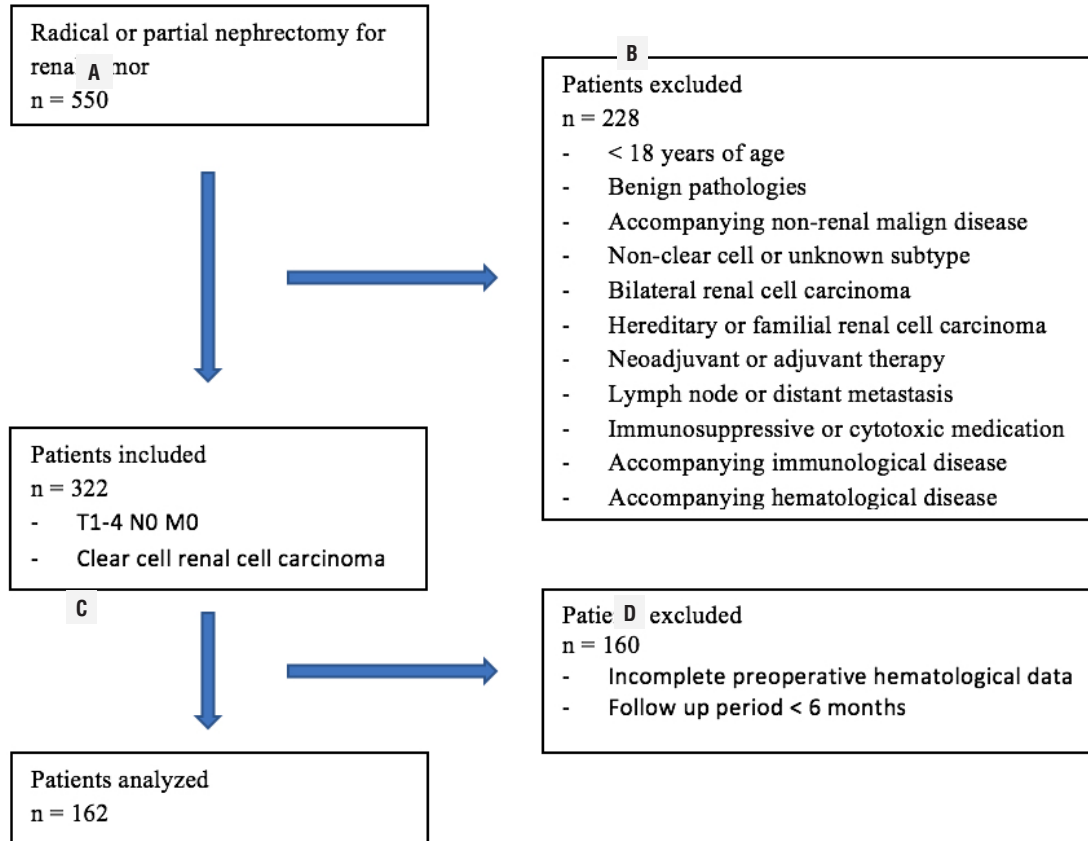 Radical or partial nephrectomy for
mor
n = 550
A
B
Patients excluded
n = 228
- < 18 years of age
- Benign pathologies
- Accompanying non-renal malign disease
- Non-clear cell or unknown subtype
- Bilateral renal cell carcinoma
- Hereditary or familial renal cell carcinoma
- Neoadjuvant or adjuvant therapy
- Lymph node or distant metastasis
- Immunosuppressive or cytotoxic medication
- Accompanying immunological disease
- Accompanying hematological disease
Patients included
n = 322
- T1-4 N0 M0
- Clear cell renal cell carcinoma
C
D
excluded
n = 160
- Incomplete preoperative hematological data
- Follow up period < 6 months
Patients analyzed
n = 162